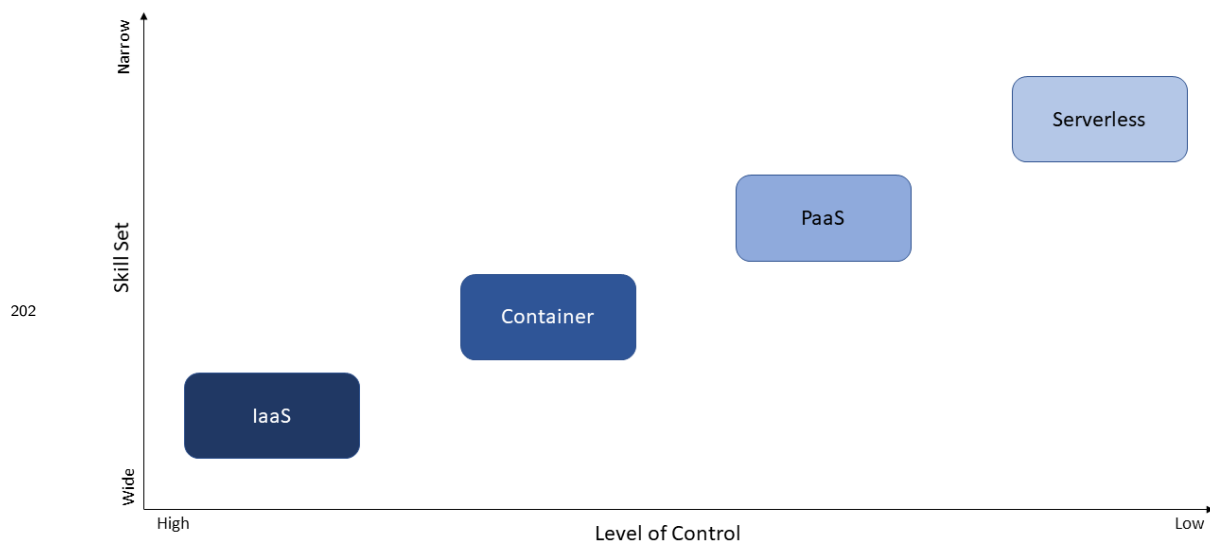 Narrow
Serverless
PaaS
Skill Set
202
Container
IaaS
Wide
High
Low
Level of Control